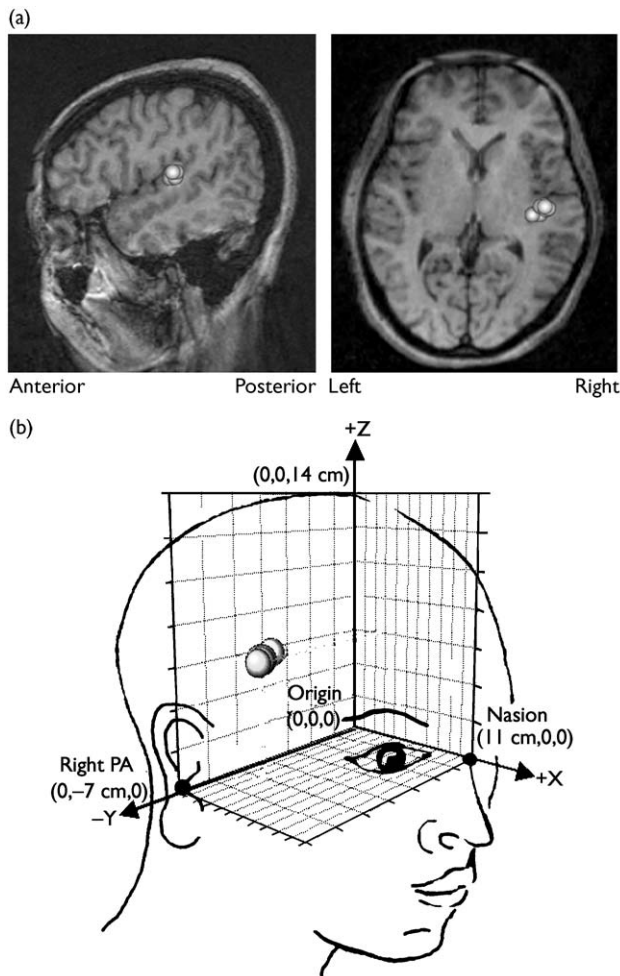 (a)
Anterior Posterior Left Right
(b)
+Z
(0,0,14 cm)
Origin
(0,0,0)
Nasion
(11 cm,0,0)
Right PA
(0,–7 cm,0)
+X
–Y